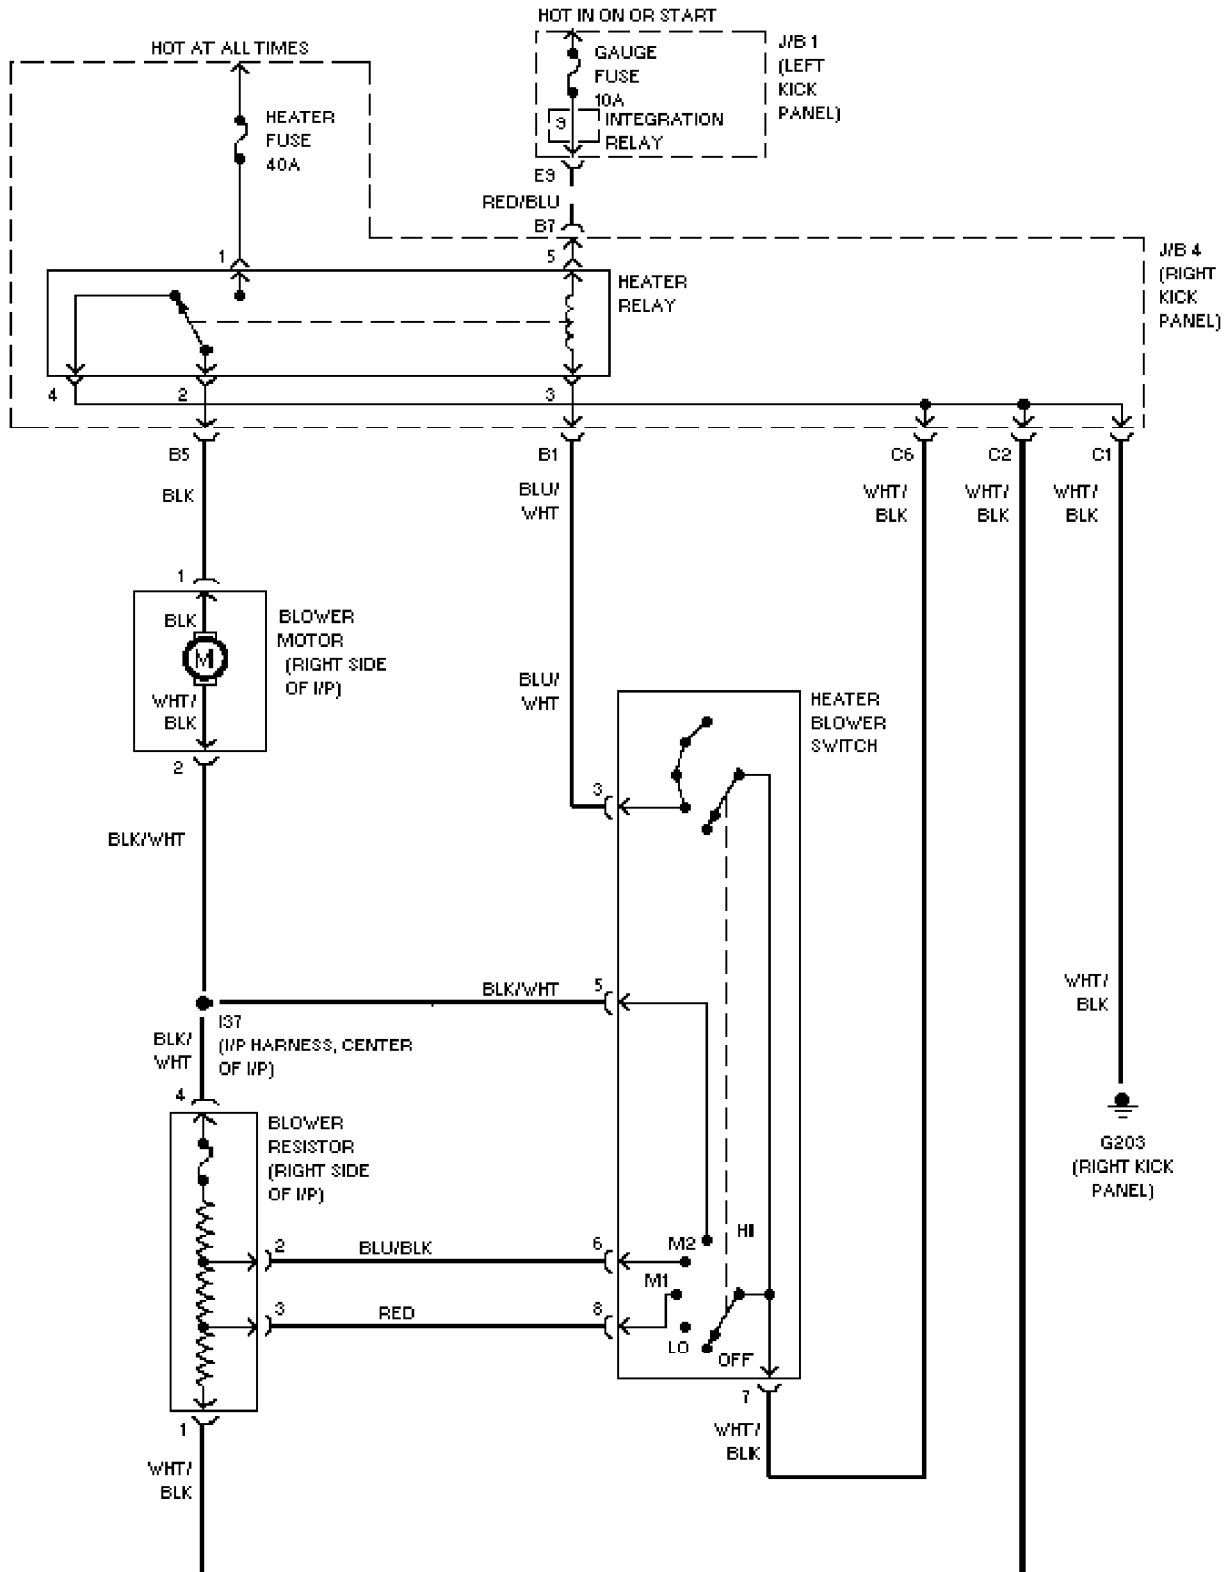 HOT IN ON OR START
HOT AT ALL TIMES
J/B 1
(LEFT
KICK
PANEL)
GAUGE
FUSE
10A
9
INTEGRATION
RELAY
HEATER
FUSE
40A
E9
RED/BLU
B7
1
5
HEATER
RELAY
J/B 4
(RIGHT
KICK
PANEL)
4
2
3
B5
B1
C6
C2
C1
BLK
BLU/
WHT
WHT/
BLK
WHT/
BLK
WHT/
BLK
1
BLK
M
WHT/
BLK
BLOWER
MOTOR
(RIGHT SIDE
OF I/P)
2
BLU/
WHT
HEATER
BLOWER
SWITCH
3
BLK/WHT
BLK/WHT
5
WHT/
BLK
I37
(I/P HARNESS, CENTER
OF I/P)
BLK/
WHT
4
BLOWER
RESISTOR
(RIGHT SIDE
OF I/P)
G203
(RIGHT KICK
PANEL)
2
BLU/BLK
6
M2
HI
M1
3
RED
8
LO
OFF
7
WHT/
BLK
1
WHT/
BLK